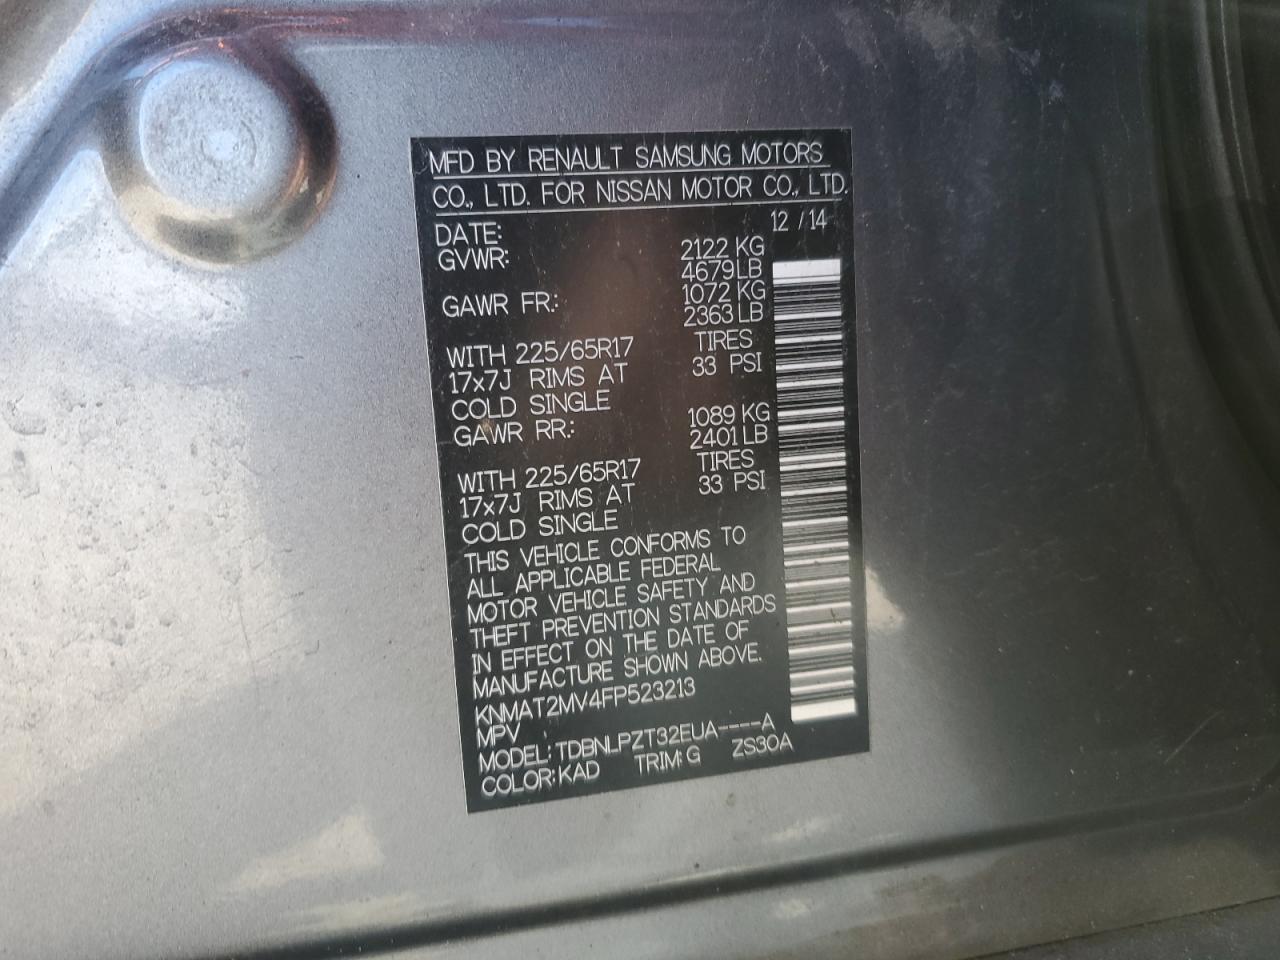 MFD BY RENAULT SAMSUNG MOTORS
CO., LTD. FOR NISSAN MOTOR CO., LTD.
DATE: 12 / 14
GVWR: 2122 KG
4679 LB
GAWR FR.: 1072 KG
2363 LB
WITH 225/65R17 TIRES
17x7J RIMS AT 33 PSI
COLD SINGLE
GAWR RR.: 1089 KG
2401 LB
WITH 225/65R17 TIRES
17x7J RIMS AT 33 PSI
COLD SINGLE
THIS VEHICLE CONFORMS TO
ALL APPLICABLE FEDERAL
MOTOR VEHICLE SAFETY AND
THEFT PREVENTION STANDARDS
IN EFFECT ON THE DATE OF
MANUFACTURE SHOWN ABOVE.
KNMAT2MV4FP523213
MPV
MODEL: TDBNLPZT32EUA----A
COLOR: KAD TRIM: G ZS30A